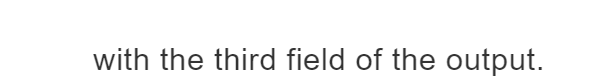 with the third field of the output.